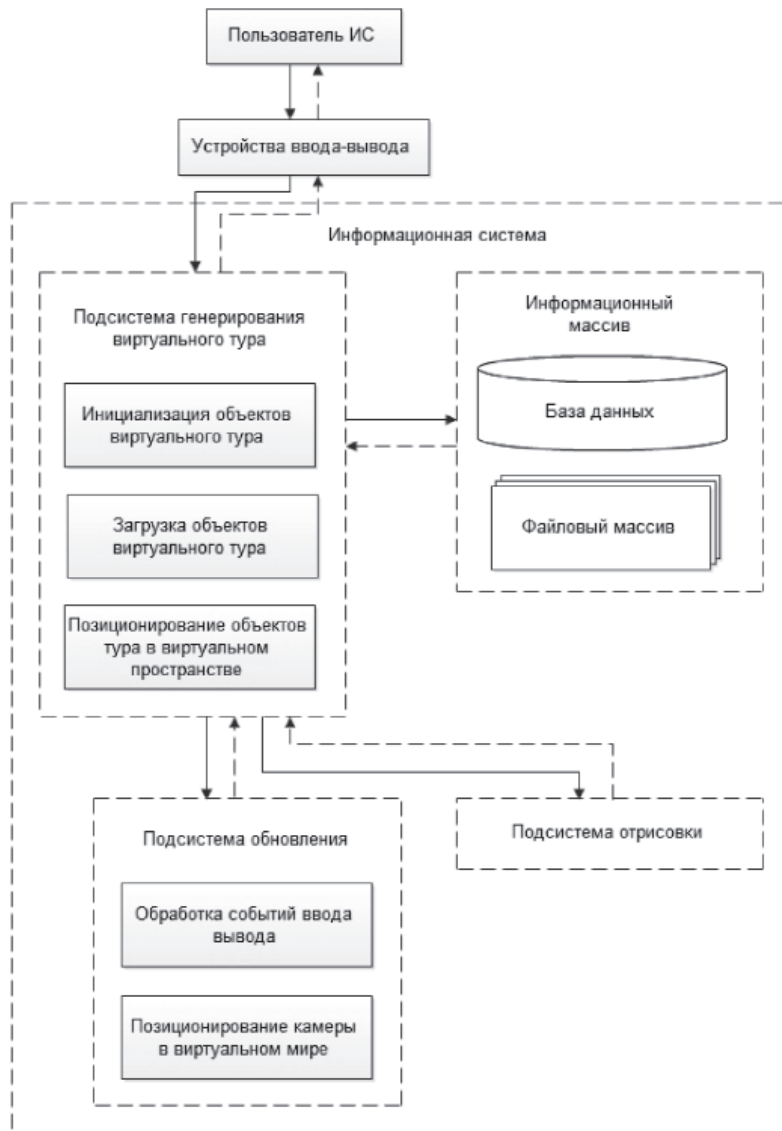 Пользователь ИС
Устройства ввода-вывода
Информационная система
Подсистема генерирования
виртуального тура
Инициализация объектов
виртуального тура
Загрузка объектов
виртуального тура
Позиционирование объектов
тура в виртуальном
пространстве
Информационный
массив
База данных
Файловый массив
Подсистема обновления
Обработка событий ввода
вывода
Позиционирование камеры
в виртуальном мире
Подсистема отрисовки